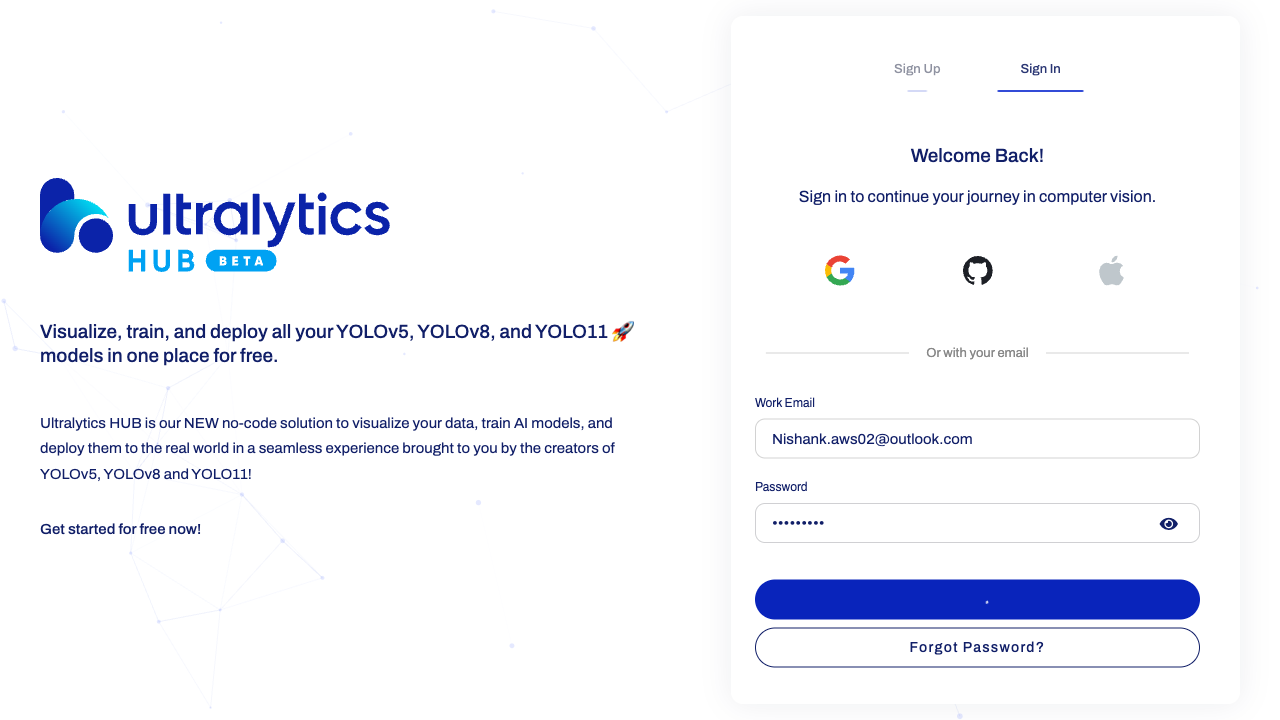 ultralytics
HUB BETA
Visualize, train, and deploy all your YOLOv5, YOLOv8, and YOLO11 🚀
models in one place for free.
Ultralytics HUB is our NEW no-code solution to visualize your data, train AI models, and
deploy them to the real world in a seamless experience brought to you by the creators of
YOLOv5, YOLOv8 and YOLO11!
Get started for free now!
Sign Up
Sign In
Welcome Back!
Sign in to continue your journey in computer vision.
Or with your email
Work Email
Nishank.aws02@outlook.com
Password
•••••••••
Forgot Password?